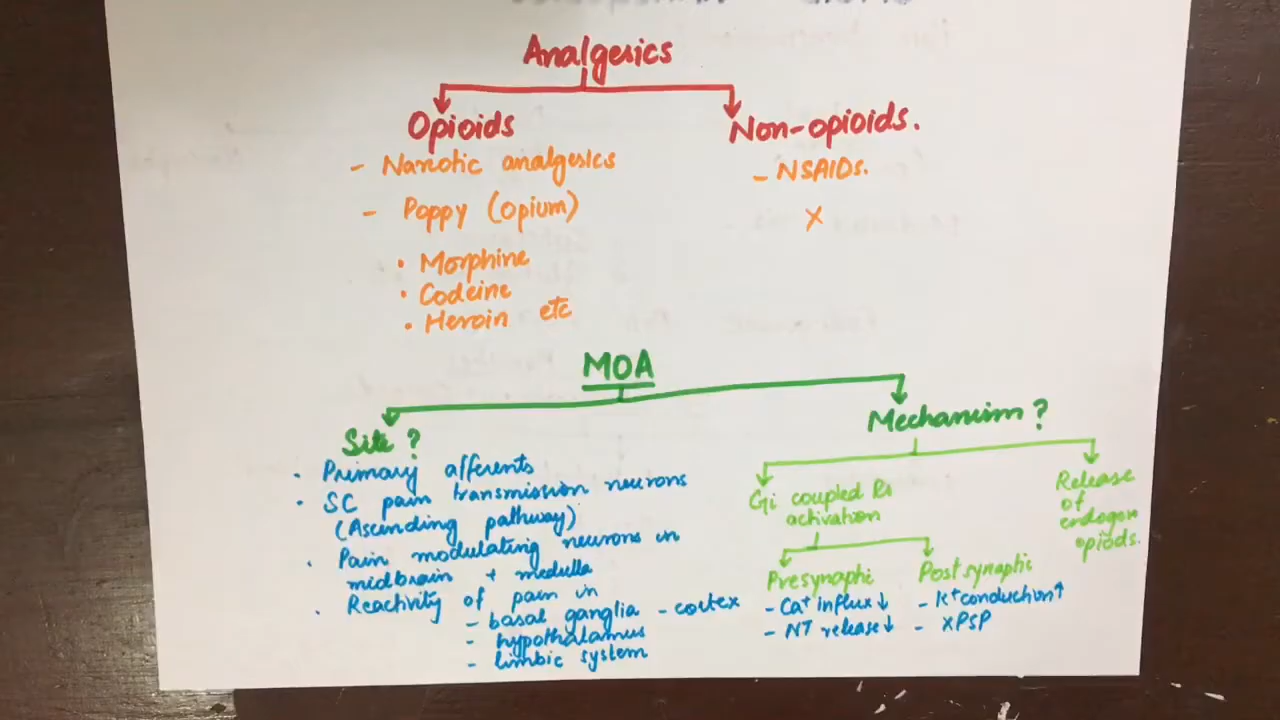 Analgesics
Opioids
- Narcotic analgesics
- Poppy (Opium)
• Morphine
• Codeine
• Heroin etc
Non-opioids.
- NSAIDs.
X
MOA
Site ?
• Primary afferents
• SC pain transmission neurons
(Ascending pathway)
• Pain modulating neurons in
midbrain + medulla
• Reactivity of pain in
- basal ganglia - cortex
- hypothalamus
- limbic system
Mechanism ?
Gi coupled Rs
activation
Presynaptic
- Ca+ influx ↓
- NT release ↓
Postsynaptic
- K+ conduction ↑
- xPSP
Release
of
endogen
opiods.